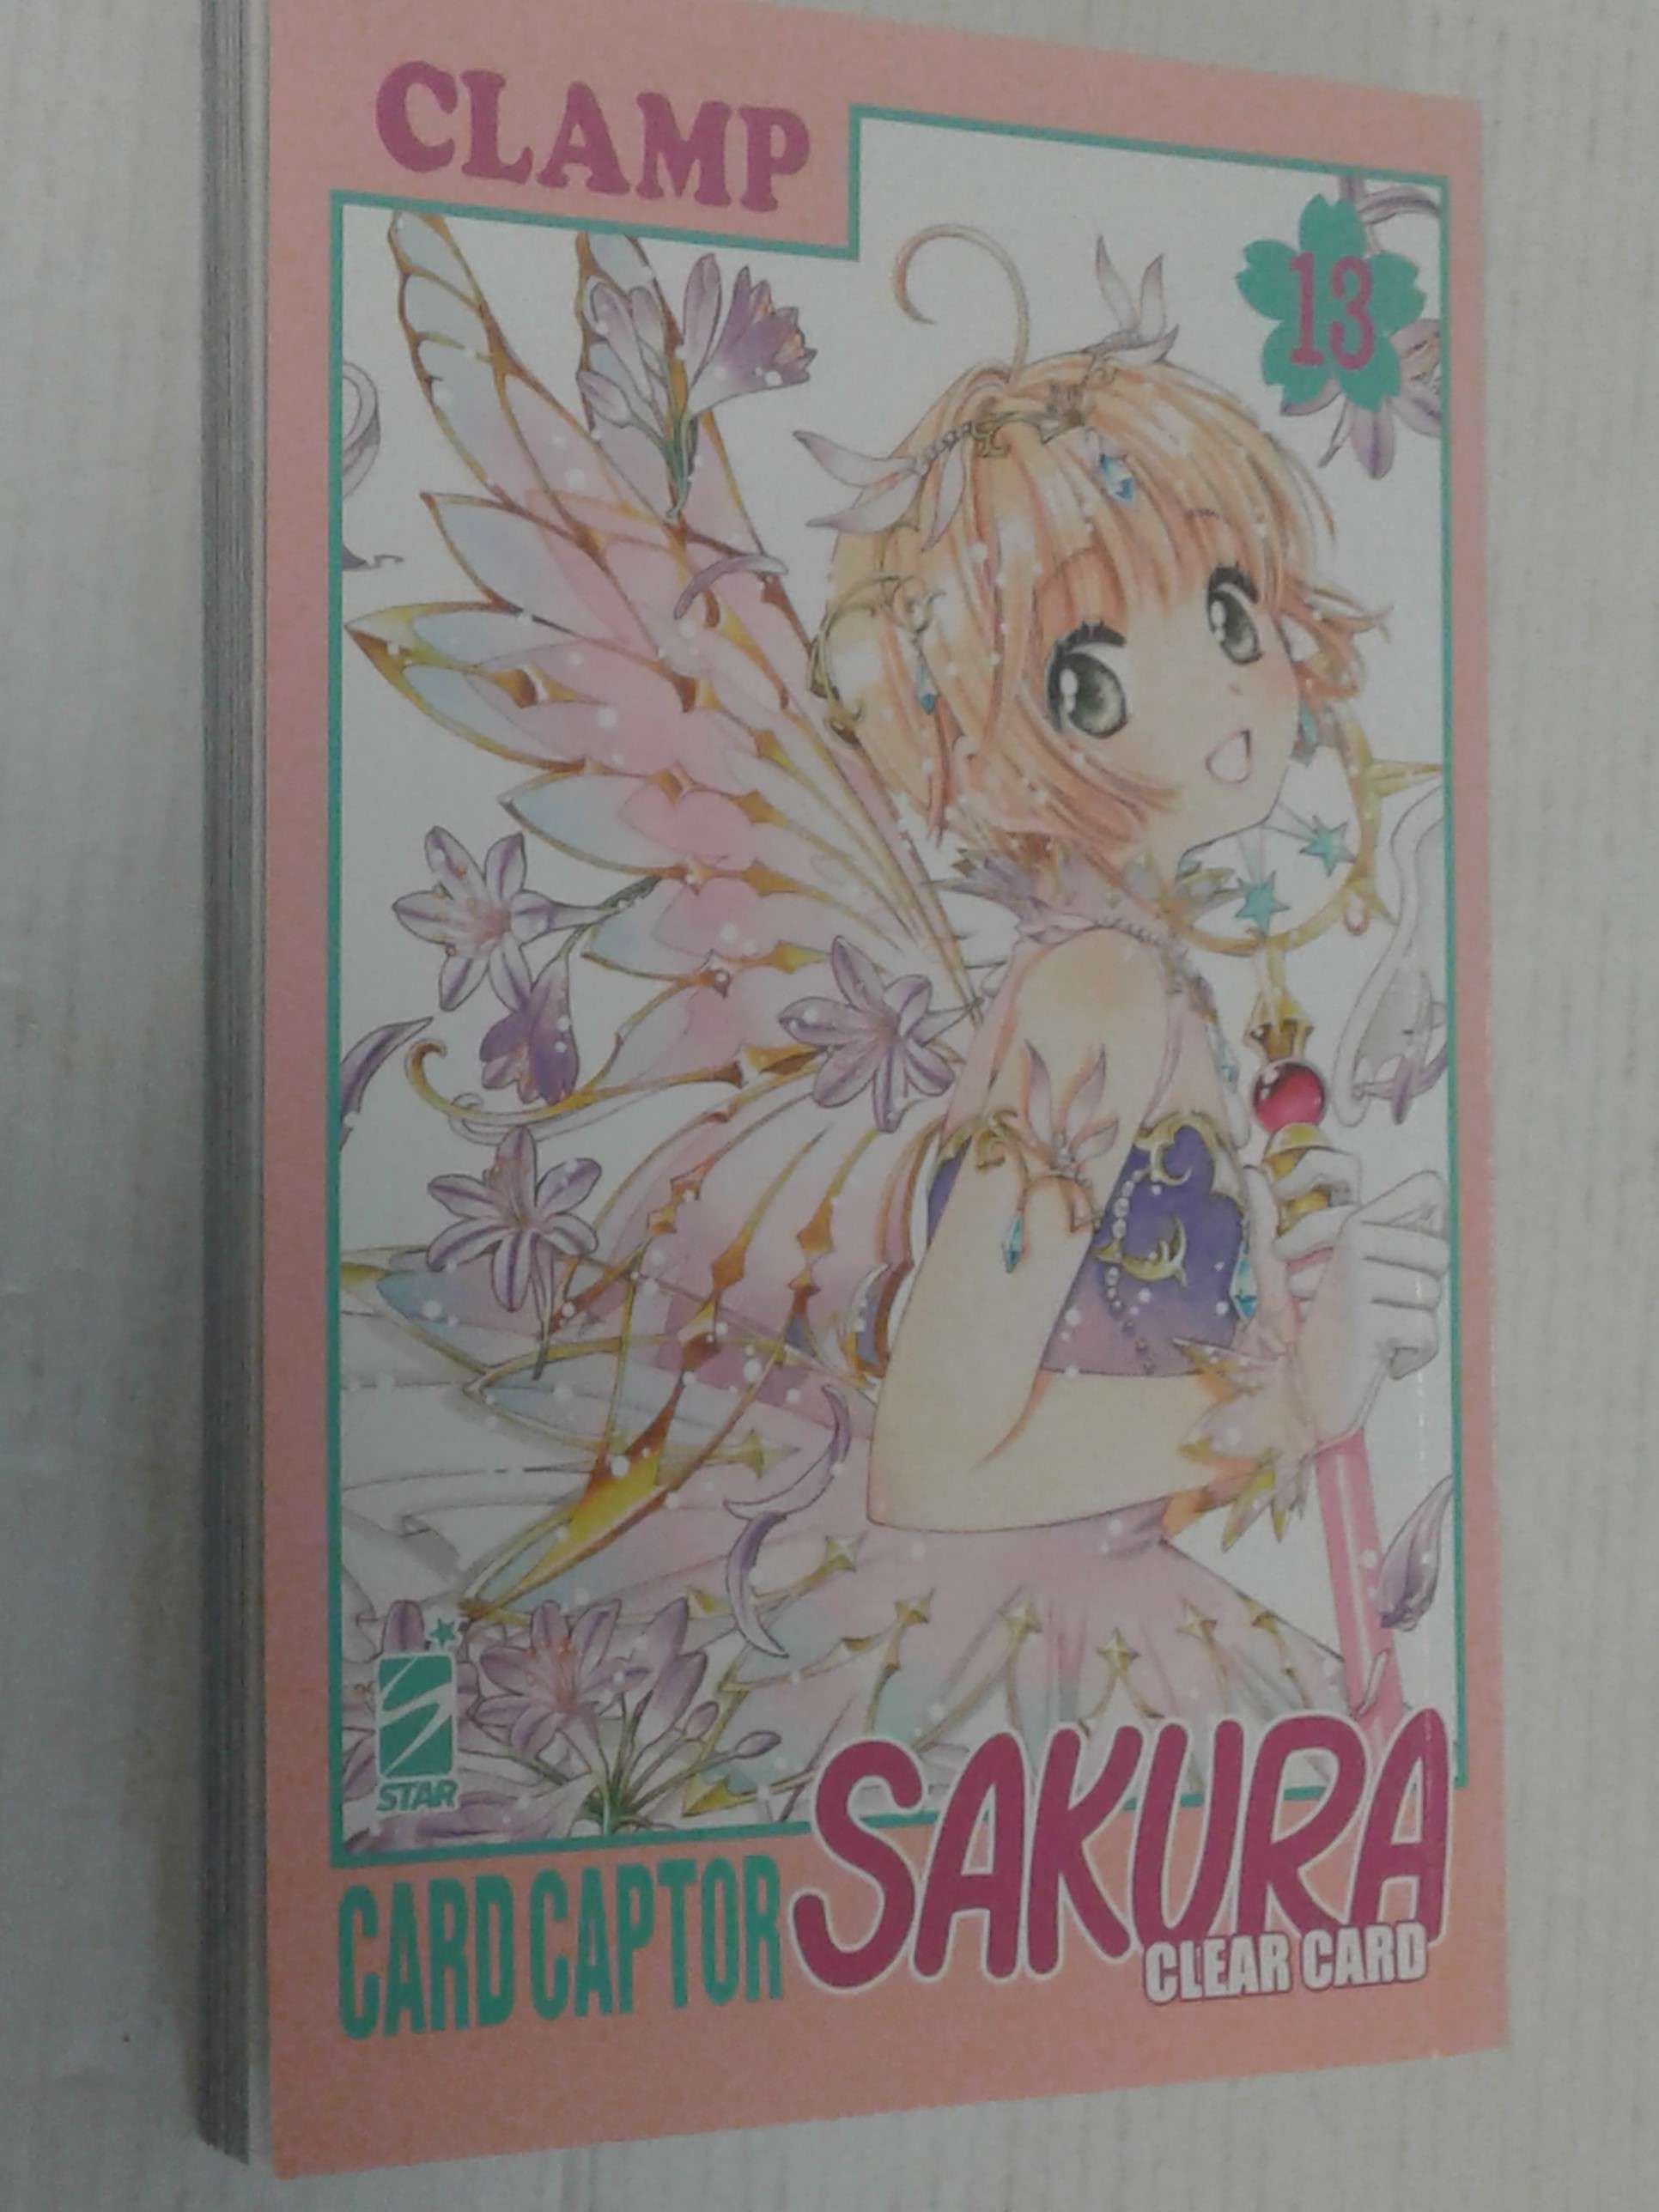 CLAMP
13
STAR
CARD CAPTOR
SAKURA
CLEAR CARD